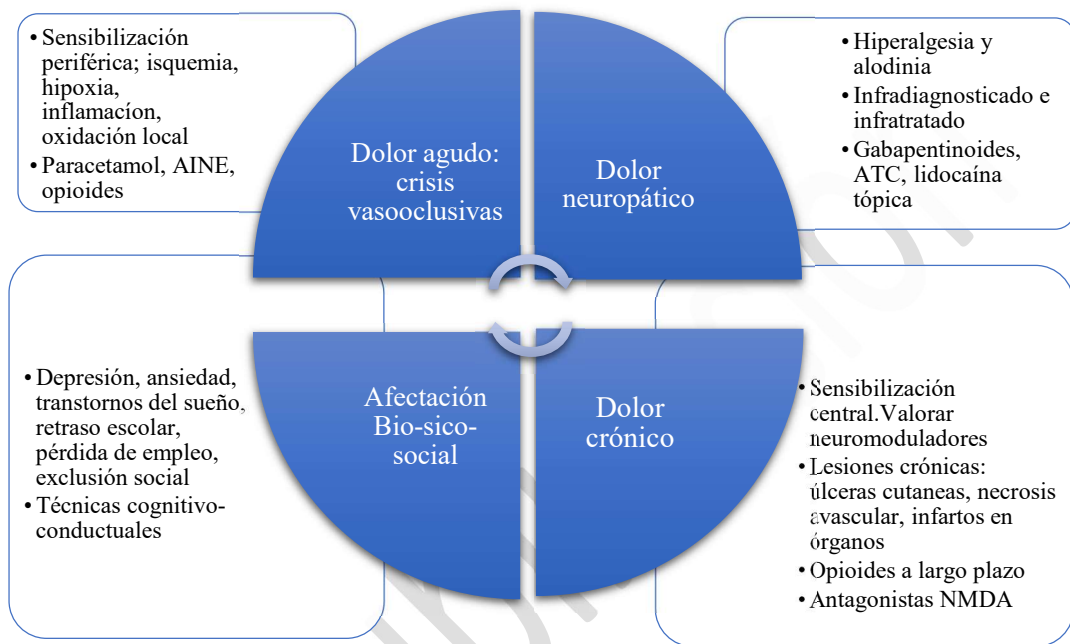 • Sensibilización
periférica; isquemia,
hipoxia,
inflamacíon,
oxidación local
• Paracetamol, AINE,
opioides
Dolor agudo:
crisis
vasooclusivas
Dolor
neuropático
• Hiperalgesia y
alodinia
• Infradiagnosticado e
infratratado
• Gabapentinoides,
ATC, lidocaína
tópica
• Depresión, ansiedad,
transtornos del sueño,
retraso escolar,
pérdida de empleo,
exclusión social
• Técnicas cognitivo-
conductuales
Afectación
Bio-sico-
social
Dolor
crónico
• Sensibilización
central.Valorar
neuromoduladores
• Lesiones crónicas:
úlceras cutaneas, necrosis
avascular, infartos en
órganos
• Opioides a largo plazo
• Antagonistas NMDA